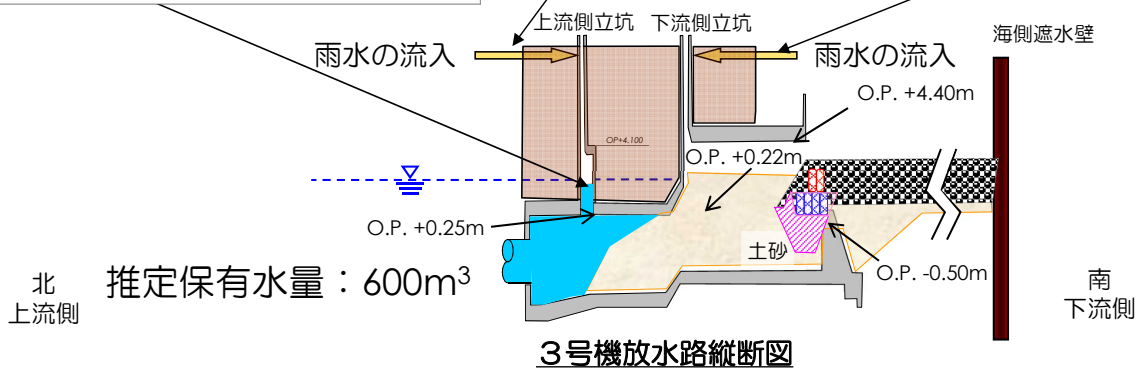 上流側立坑
下流側立坑
海側遮水壁
雨水の流入
雨水の流入
O.P. +4.40m
OP+4.100
O.P. +0.22m
O.P. +0.25m
土砂
O.P. -0.50m
北
上流側
推定保有水量：600m³
南
下流側
３号機放水路縦断図